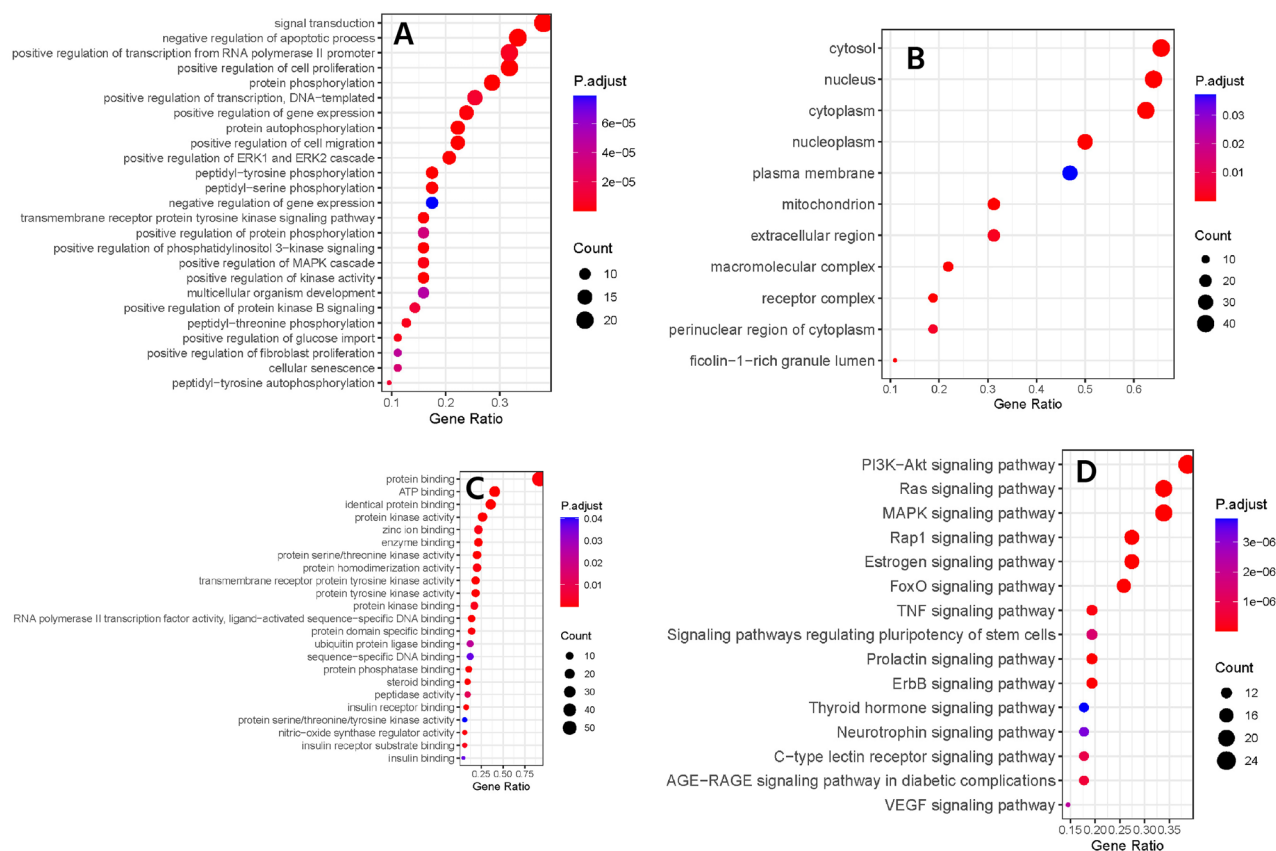 A
signal transduction
negative regulation of apoptotic process
positive regulation of transcription from RNA polymerase II promoter
positive regulation of cell proliferation
protein phosphorylation
positive regulation of transcription, DNA−templated
positive regulation of gene expression
protein autophosphorylation
positive regulation of cell migration
positive regulation of ERK1 and ERK2 cascade
peptidyl−tyrosine phosphorylation
peptidyl−serine phosphorylation
negative regulation of gene expression
transmembrane receptor protein tyrosine kinase signaling pathway
positive regulation of protein phosphorylation
positive regulation of phosphatidylinositol 3−kinase signaling
positive regulation of MAPK cascade
positive regulation of kinase activity
multicellular organism development
positive regulation of protein kinase B signaling
peptidyl−threonine phosphorylation
positive regulation of glucose import
positive regulation of fibroblast proliferation
cellular senescence
peptidyl−tyrosine autophosphorylation
0.1 0.2 0.3
Gene Ratio
P.adjust
6e−05
4e−05
2e−05
Count
10
15
20
B
cytosol
nucleus
cytoplasm
nucleoplasm
plasma membrane
mitochondrion
extracellular region
macromolecular complex
receptor complex
perinuclear region of cytoplasm
ficolin−1−rich granule lumen
0.1 0.2 0.3 0.4 0.5 0.6
Gene Ratio
P.adjust
0.03
0.02
0.01
Count
10
20
30
40
C
protein binding
ATP binding
identical protein binding
protein kinase activity
zinc ion binding
enzyme binding
protein serine/threonine kinase activity
protein homodimerization activity
transmembrane receptor protein tyrosine kinase activity
protein tyrosine kinase activity
protein kinase binding
RNA polymerase II transcription factor activity, ligand−activated sequence−specific DNA binding
protein domain specific binding
ubiquitin protein ligase binding
sequence−specific DNA binding
protein phosphatase binding
steroid binding
peptidase activity
insulin receptor binding
protein serine/threonine/tyrosine kinase activity
nitric−oxide synthase regulator activity
insulin receptor substrate binding
insulin binding
0.25 0.50 0.75
Gene Ratio
P.adjust
0.04
0.03
0.02
0.01
Count
10
20
30
40
50
D
PI3K−Akt signaling pathway
Ras signaling pathway
MAPK signaling pathway
Rap1 signaling pathway
Estrogen signaling pathway
FoxO signaling pathway
TNF signaling pathway
Signaling pathways regulating pluripotency of stem cells
Prolactin signaling pathway
ErbB signaling pathway
Thyroid hormone signaling pathway
Neurotrophin signaling pathway
C−type lectin receptor signaling pathway
AGE−RAGE signaling pathway in diabetic complications
VEGF signaling pathway
0.15 0.20 0.25 0.30 0.35
Gene Ratio
P.adjust
3e−06
2e−06
1e−06
Count
12
16
20
24